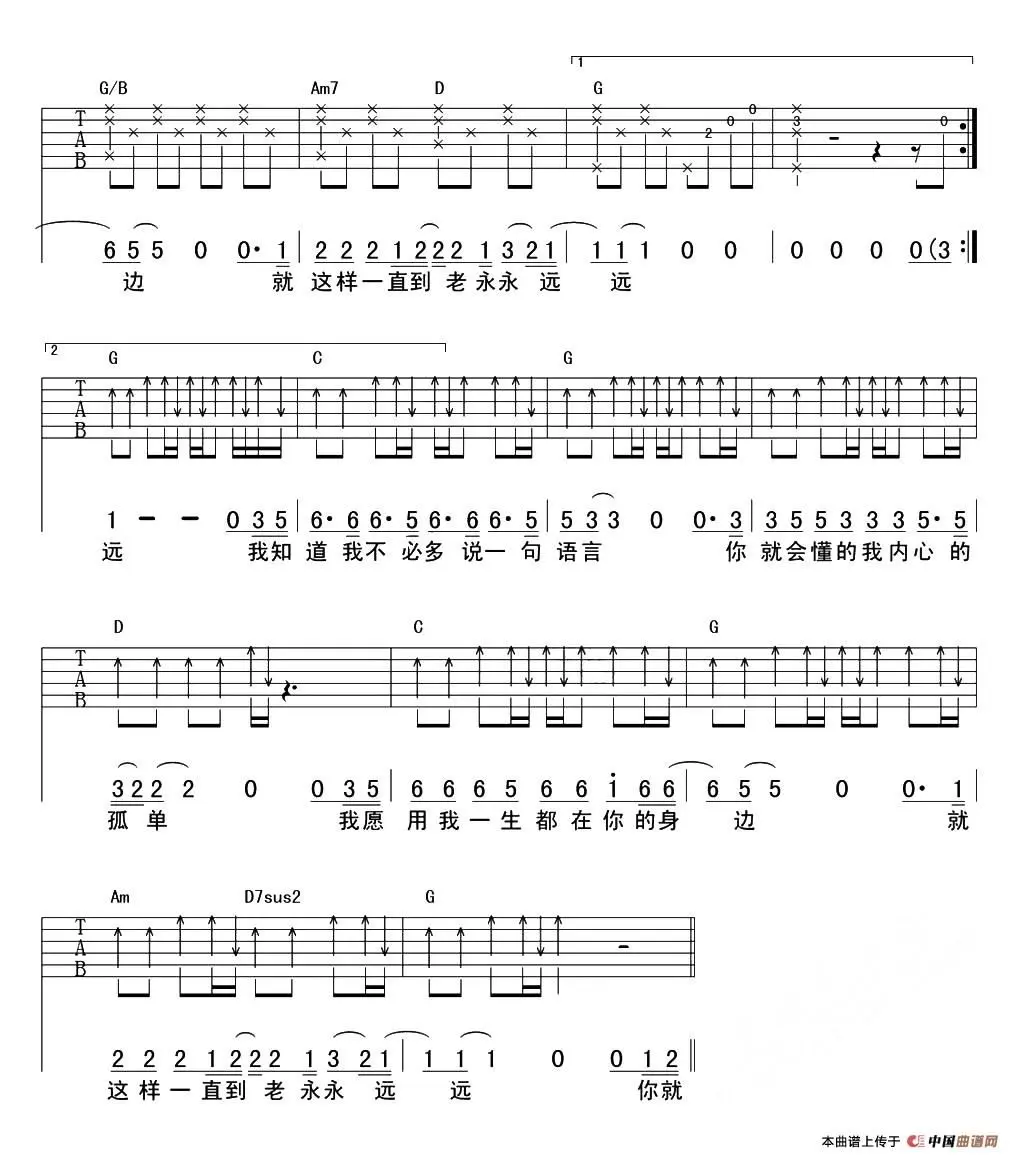 1
G/B Am7 D G
T A B 2 0 0 3 0
6 5 5 0 0· 1 2 2 2 1 2 2 2 1 3 2 1 1 1 1 0 0 0 0 0 0 (3
边 就 这样一直到 老永永 远 远
2
G C G
T A B
1 – – 0 3 5 6· 6 6· 5 6· 6 6· 5 5 3 3 0 0· 3 3 5 5 3 3 3 5· 5
远 我知 道我不 必多 说一 句 语言 你 就会懂的我内心的
D C G
T A B
3 2 2 2 0 0 3 5 6 6 6 5 6 6 1 6 6 6 5 5 0 0· 1
孤单 我愿 用我一生都在你的身 边 就
Am D7sus2 G
T A B
2 2 2 1 2 2 2 1 3 2 1 1 1 1 0 0 1 2
这样一直到 老永永 远 远 你就
本曲谱上传于 中国曲谱网